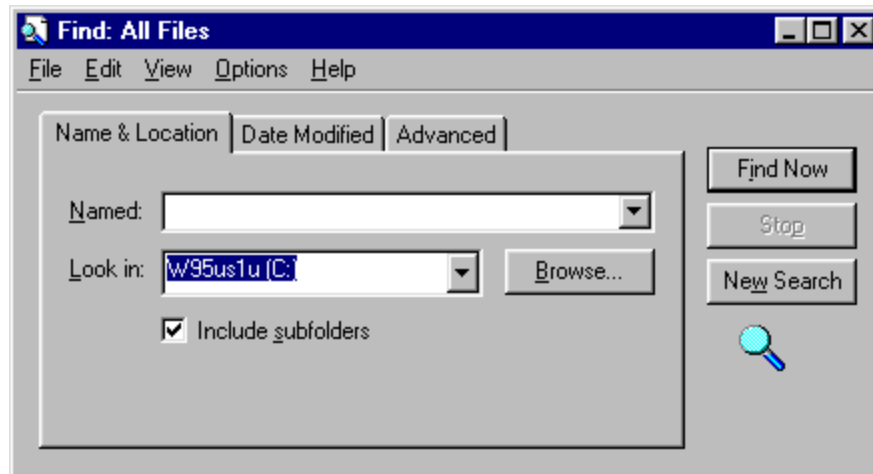 Find: All Files
File Edit View Options Help
Name & Location Date Modified Advanced
Find Now
Named:
Stop
Look in: W95us1u (C:) Browse...
New Search
Include subfolders